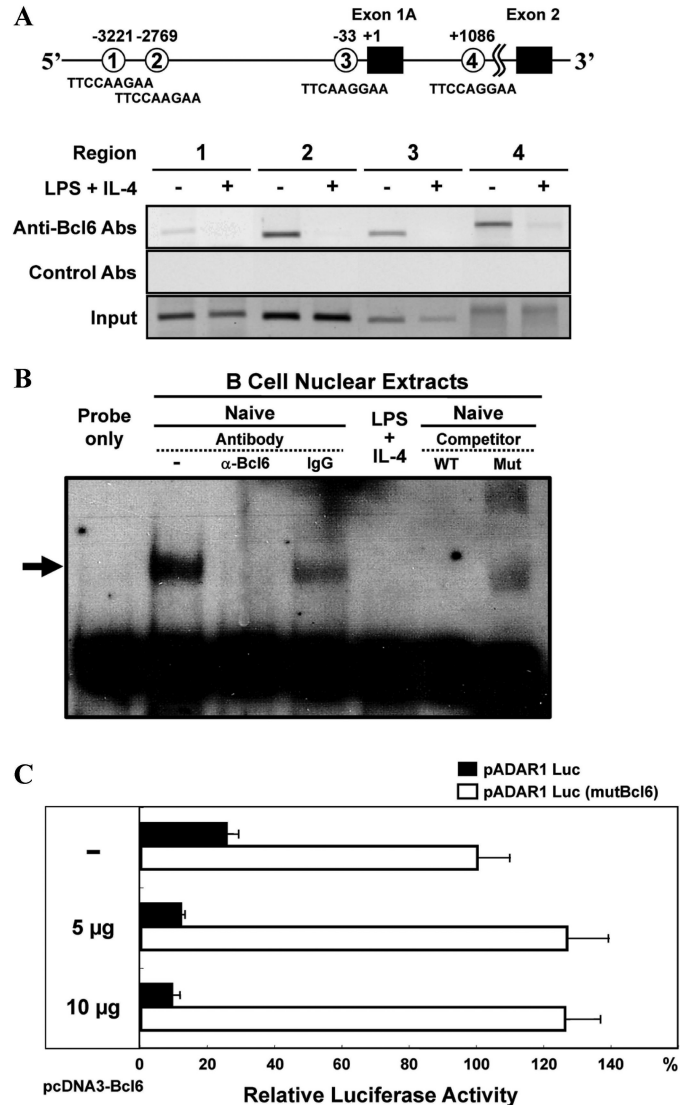 A
Exon 1A
Exon 2
-3221 -2769
-33 +1
+1086
5’
1
2
3
4
3’
TTCCAAGAA
TTCCAAGAA
TTCAAGGAA
TTCCAGGAA
Region 1 2 3 4
LPS + IL-4 - + - + - + - +
Anti-Bcl6 Abs
Control Abs
Input
B
B Cell Nuclear Extracts
Probe only
Naive
LPS + IL-4
Naive
Antibody
Competitor
- α-Bcl6 IgG
WT Mut
C
pADAR1 Luc
pADAR1 Luc (mutBcl6)
–
5 µg
10 µg
0 20 40 60 80 100 120 140 %
pcDNA3-Bcl6
Relative Luciferase Activity